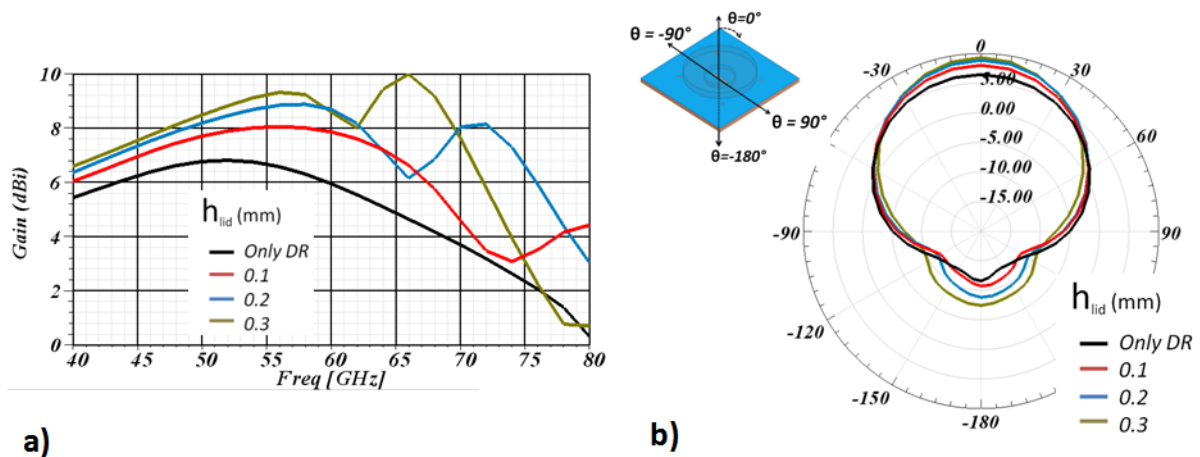 10
8
6
4
2
0
Gain (dBi)
h lid (mm)
Only DR
0.1
0.2
0.3
40 45 50 55 60 65 70 75 80
Freq [GHz]
a)
θ=0°
θ = -90°
θ = 90°
θ=-180°
0
-30 30
60
-90 90
-120
-150
-180
5.00
0.00
-5.00
-10.00
-15.00
h lid (mm)
Only DR
0.1
0.2
0.3
b)